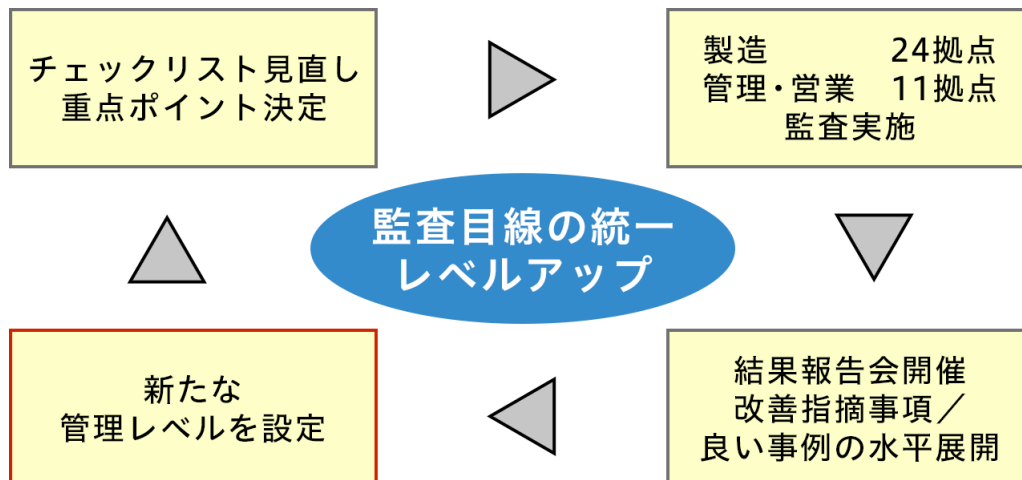 チェックリスト見直し
重点ポイント決定
製造　　　24拠点
管理・営業　11拠点
監査実施
監査目線の統一
レベルアップ
新たな
管理レベルを設定
結果報告会開催
改善指摘事項／
良い事例の水平展開